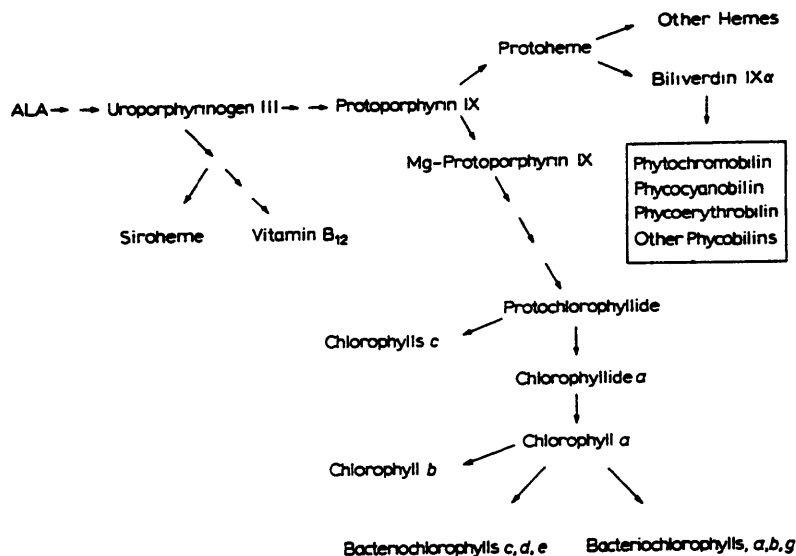 Other Hemes
Protoheme
Biliverdin IXα
ALA
Uroporphyrinogen III
Protoporphyrin IX
Mg-Protoporphyrin IX
Phytochromobilin
Phycocyanobilin
Phycoerythrobilin
Other Phycobilins
Siroheme
Vitamin B₁₂
Protochlorophyllide
Chlorophylls c
Chlorophyllide a
Chlorophyll a
Chlorophyll b
Bacteriochlorophylls c, d, e
Bacteriochlorophylls, a, b, g